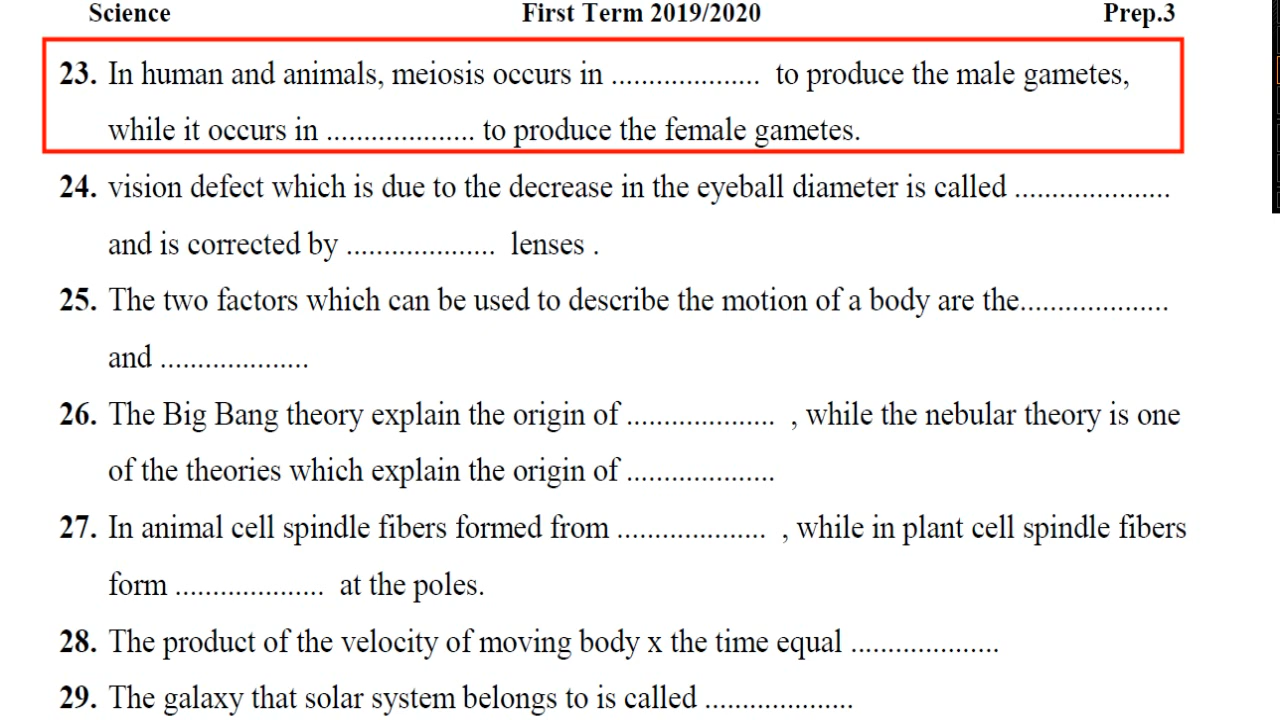 Science First Term 2019/2020 Prep.3
23. In human and animals, meiosis occurs in .................... to produce the male gametes,
while it occurs in .................... to produce the female gametes.
24. vision defect which is due to the decrease in the eyeball diameter is called .....................
and is corrected by .................... lenses .
25. The two factors which can be used to describe the motion of a body are the....................
and ....................
26. The Big Bang theory explain the origin of .................... , while the nebular theory is one
of the theories which explain the origin of ....................
27. In animal cell spindle fibers formed from .................... , while in plant cell spindle fibers
form .................... at the poles.
28. The product of the velocity of moving body x the time equal ....................
29. The galaxy that solar system belongs to is called ....................